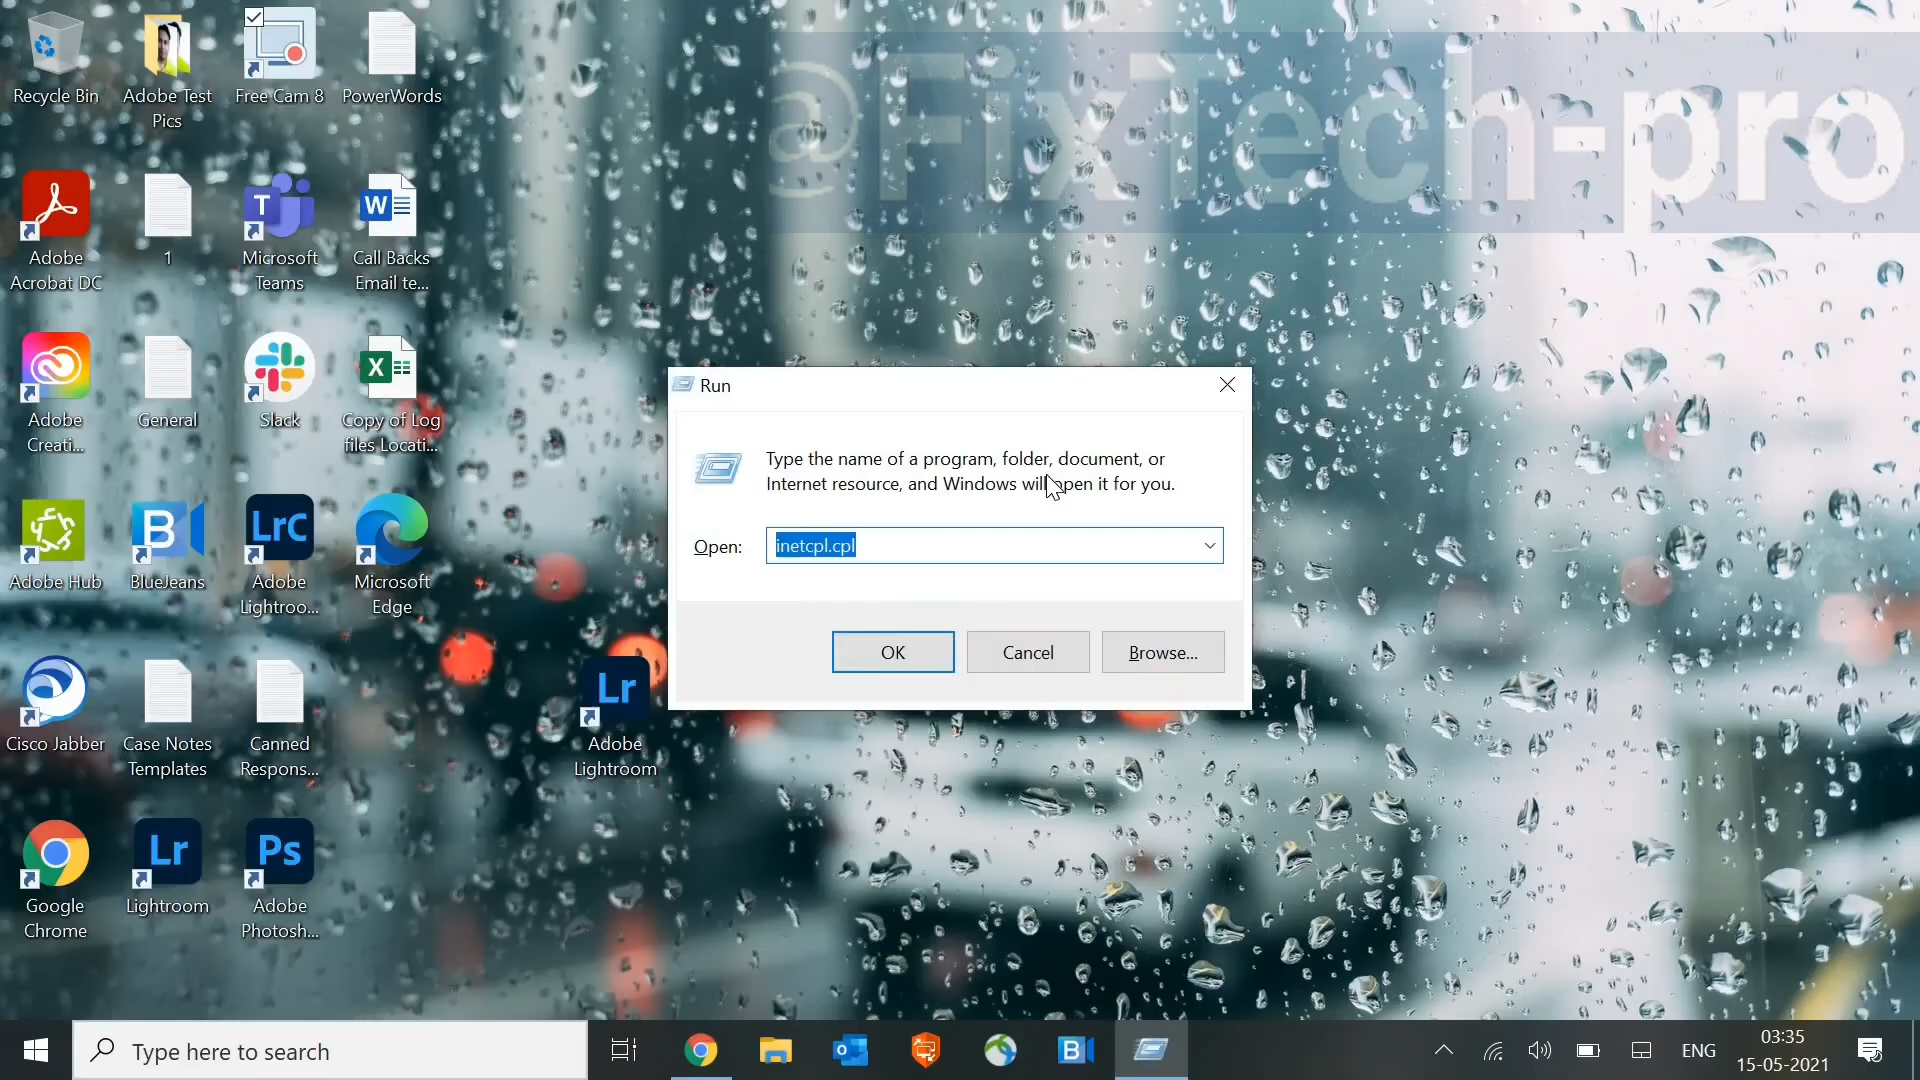 @FixTech-pro
Recycle Bin
Adobe Test
Pics
Free Cam 8
PowerWords
Adobe
Acrobat DC
1
Microsoft
Teams
Call Backs
Email te...
Adobe
Creati...
General
Slack
Copy of Log
files Locati...
Adobe Hub
BlueJeans
Adobe
Lightroo...
Microsoft
Edge
Cisco Jabber
Case Notes
Templates
Canned
Respons...
Adobe
Lightroom
Google
Chrome
Lightroom
Adobe
Photosh...
T
W
X
B
LrC
Lr
Lr
Ps
Run
Type the name of a program, folder, document, or
Internet resource, and Windows will open it for you.
Open:
inetcpl.cpl
OK
Cancel
Browse...
Type here to search
o
B
ENG
03:35
15-05-2021